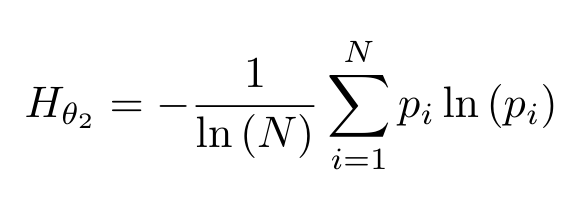 H_{\theta_2} = -\frac{1}{\ln(N)} \sum_{i=1}^{N} p_i \ln(p_i)